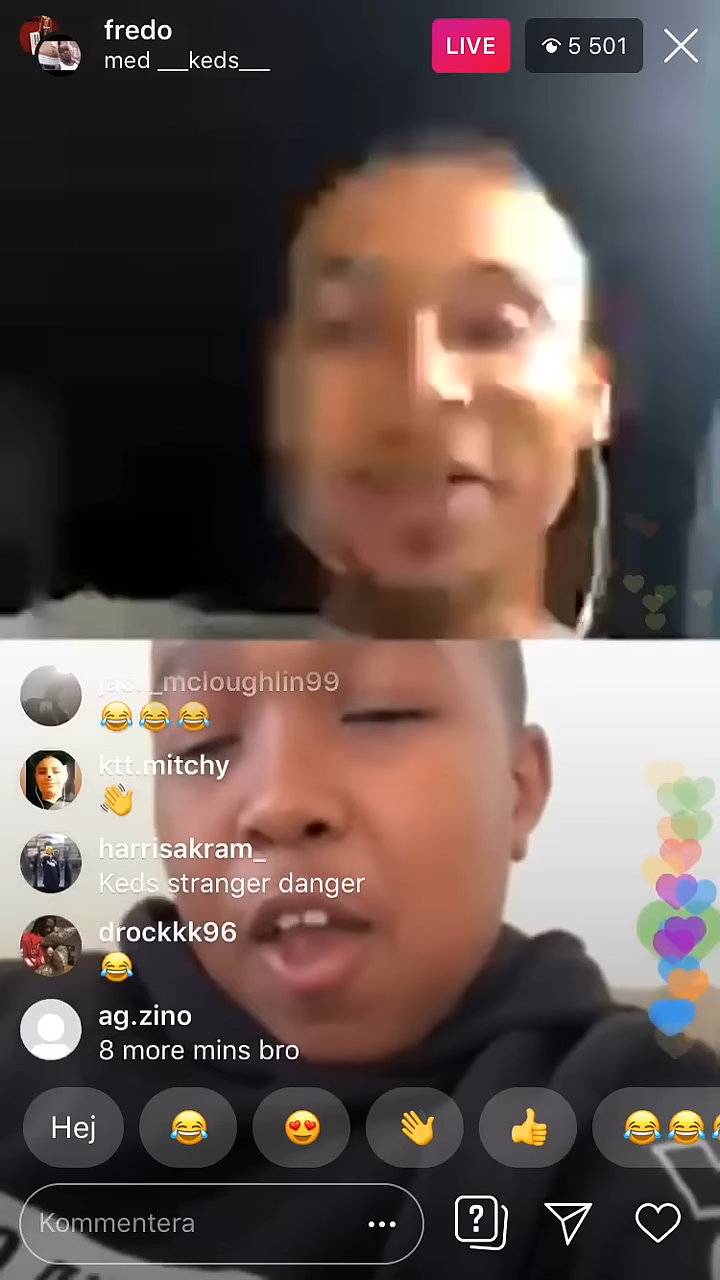 fredo
LIVE
5 501
med ___keds___
_mcloughlin99
😂😂😂
ktt.mitchy
👋
harrisakram_
Keds stranger danger
drockkk96
😂
ag.zino
8 more mins bro
Hej
Kommentera